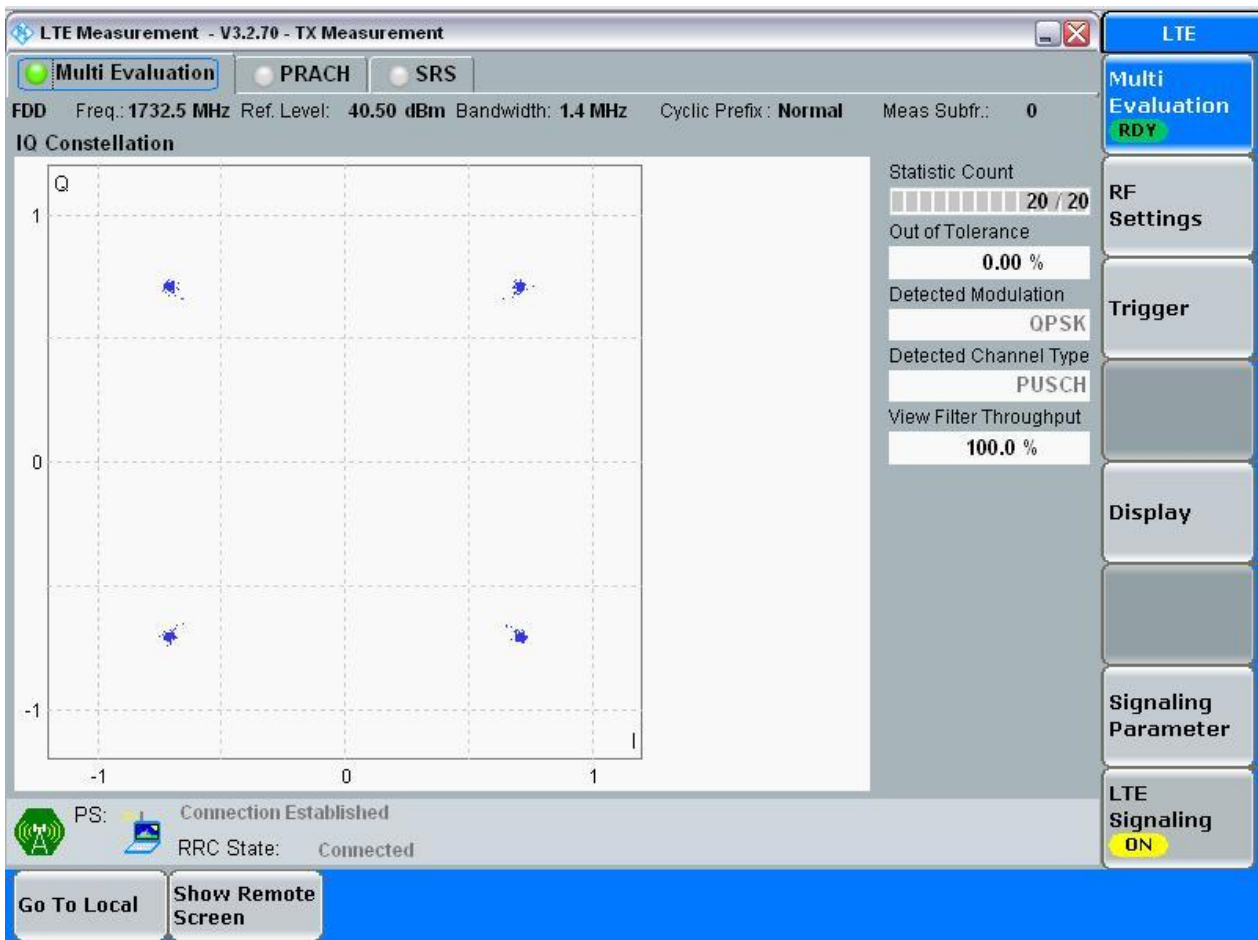 LTE Measurement - V3.2.70 - TX Measurement
LTE
Multi Evaluation
PRACH
SRS
FDD Freq.: 1732.5 MHz Ref. Level: 40.50 dBm Bandwidth: 1.4 MHz Cyclic Prefix : Normal Meas Subfr.: 0
IQ Constellation
Q
1
0
-1
-1 0 1
I
Statistic Count
20 / 20
Out of Tolerance
0.00 %
Detected Modulation
QPSK
Detected Channel Type
PUSCH
View Filter Throughput
100.0 %
Multi
Evaluation
RDY
RF
Settings
Trigger
Display
Signaling
Parameter
LTE
Signaling
ON
PS: Connection Established
RRC State: Connected
Go To Local
Show Remote
Screen